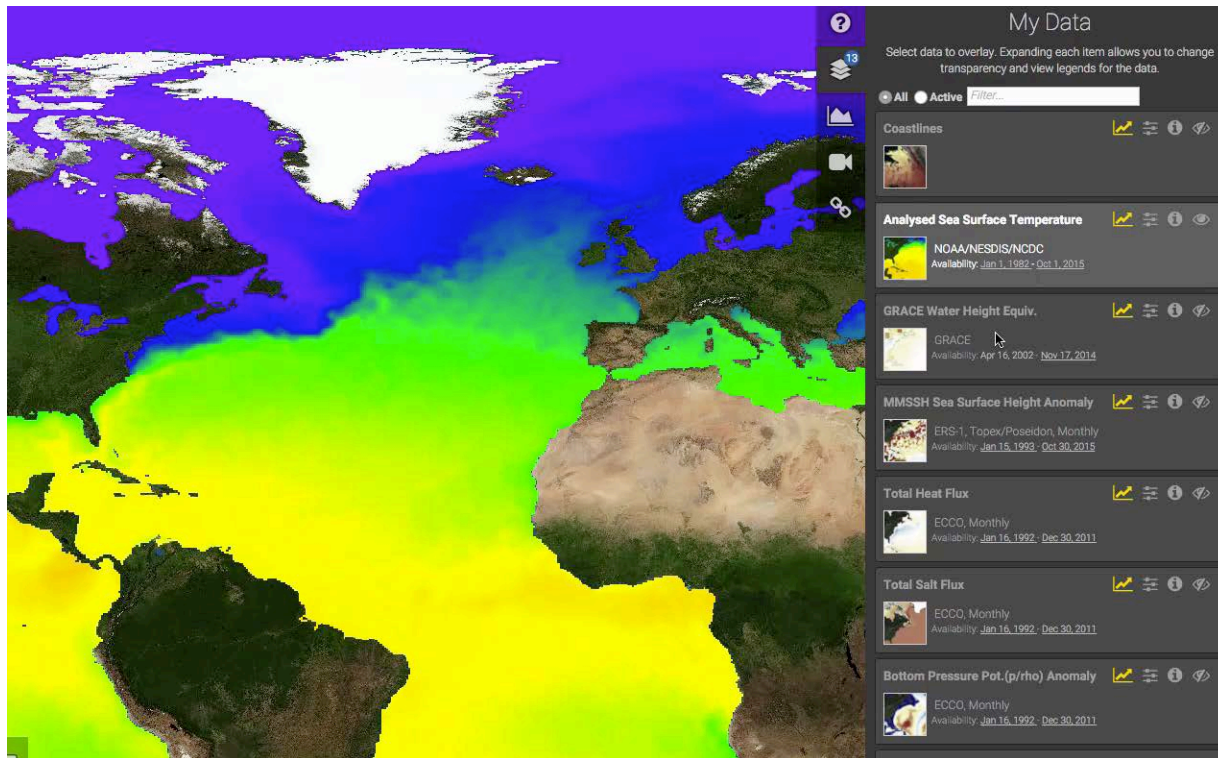 My Data
Select data to overlay. Expanding each item allows you to change
transparency and view legends for the data.
13
All Active Filter...
Coastlines
Analysed Sea Surface Temperature
NOAA/NESDIS/NCDC
Availability: Jan 1, 1982 - Oct 1, 2015
GRACE Water Height Equiv.
GRACE
Availability: Apr 16, 2002 - Nov 17, 2014
MMSSH Sea Surface Height Anomaly
ERS-1, Topex/Poseidon, Monthly
Availability: Jan 15, 1993 - Oct 30, 2015
Total Heat Flux
ECCO, Monthly
Availability: Jan 16, 1992 - Dec 30, 2011
Total Salt Flux
ECCO, Monthly
Availability: Jan 16, 1992 - Dec 30, 2011
Bottom Pressure Pot.(p/rho) Anomaly
ECCO, Monthly
Availability: Jan 16, 1992 - Dec 30, 2011